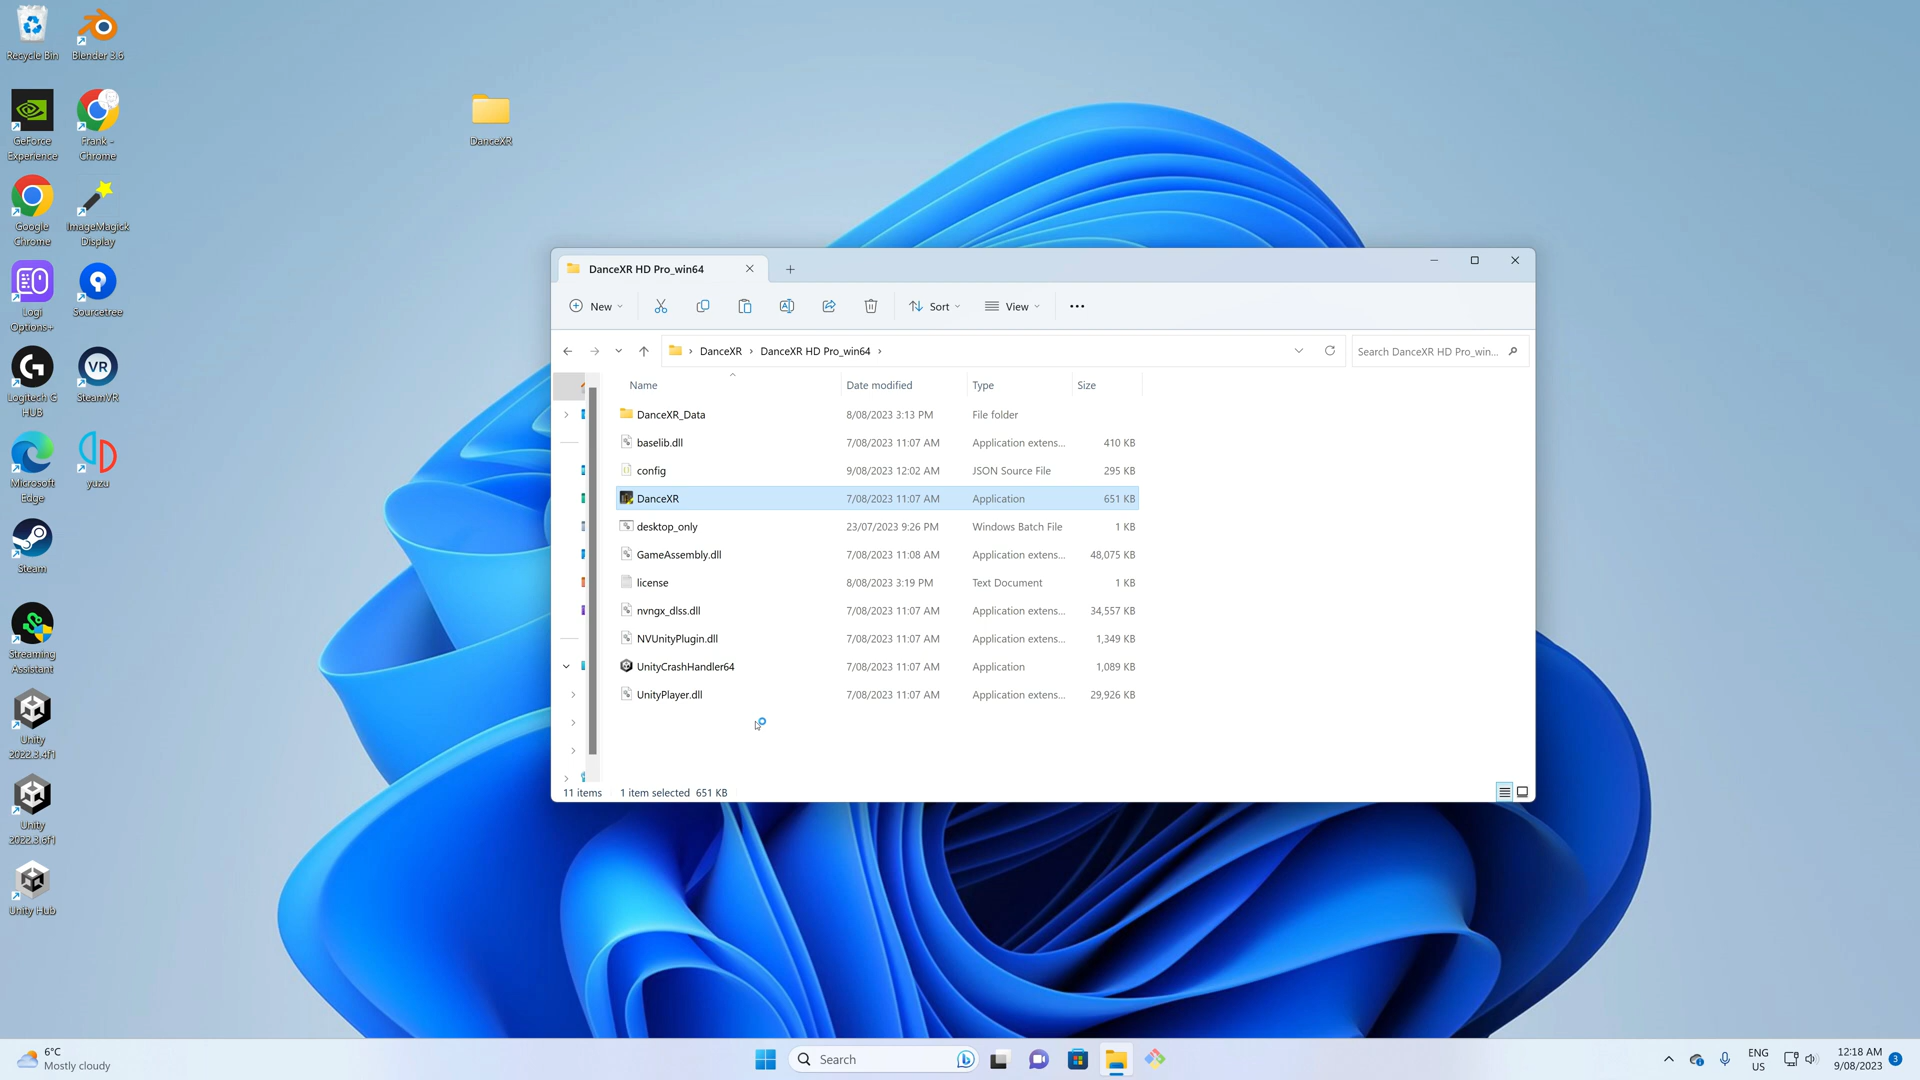 Recycle Bin
Blender 3.6
GeForce
Experience
Frank -
Chrome
Google
Chrome
ImageMagick
Display
Logi
Options+
Sourcetree
Logitech G
HUB
SteamVR
Microsoft
Edge
yuzu
Steam
Streaming
Assistant
Unity
2022.3.4f1
Unity
2022.3.6f1
Unity Hub
DanceXR
DanceXR HD Pro_win64
New
Sort
View
DanceXR
DanceXR HD Pro_win64
Search DanceXR HD Pro_win...
Name Date modified Type Size
DanceXR_Data 8/08/2023 3:13 PM File folder
baselib.dll 7/08/2023 11:07 AM Application extens... 410 KB
config 9/08/2023 12:02 AM JSON Source File 295 KB
DanceXR 7/08/2023 11:07 AM Application 651 KB
desktop_only 23/07/2023 9:26 PM Windows Batch File 1 KB
GameAssembly.dll 7/08/2023 11:08 AM Application extens... 48,075 KB
license 8/08/2023 3:19 PM Text Document 1 KB
nvngx_dlss.dll 7/08/2023 11:07 AM Application extens... 34,557 KB
NVUnityPlugin.dll 7/08/2023 11:07 AM Application extens... 1,349 KB
UnityCrashHandler64 7/08/2023 11:07 AM Application 1,089 KB
UnityPlayer.dll 7/08/2023 11:07 AM Application extens... 29,926 KB
11 items 1 item selected 651 KB
6°C
Mostly cloudy
Search
ENG
US
12:18 AM
9/08/2023
3